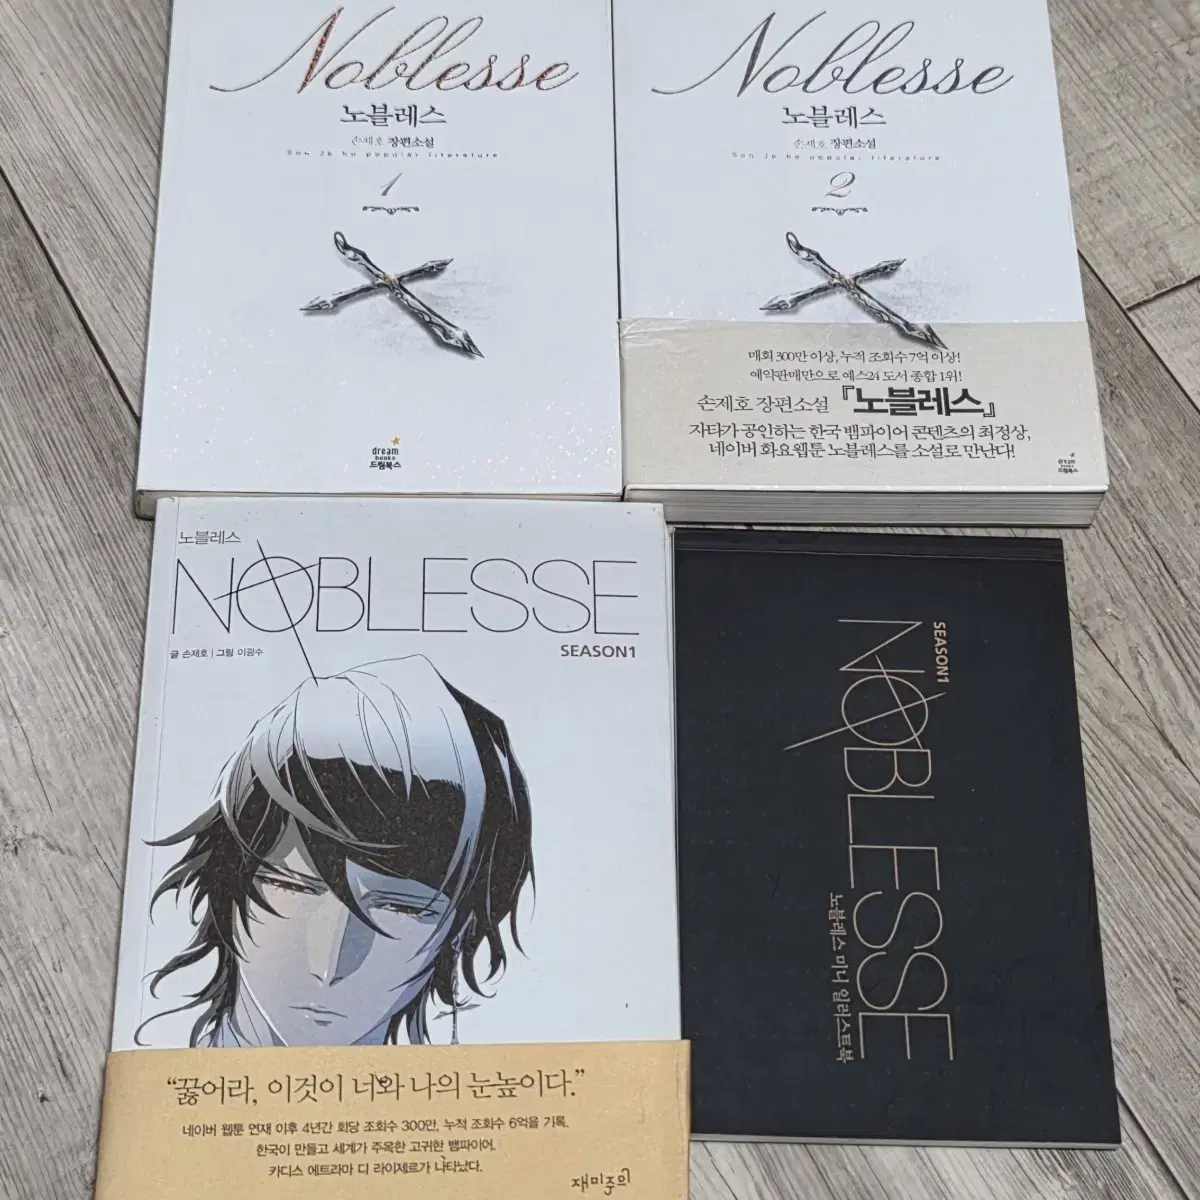 Noblesse
노블레스
손제호 장편소설
Son Je ho popular literature
1
dream
books
드림북스
Noblesse
노블레스
손제호 장편소설
Son Je ho popular literature
2
매회 300만 이상, 누적 조회수 7억 이상!
예약판매만으로 예스24 도서 종합 1위!
손제호 장편소설 『노블레스』
자타가 공인하는 한국 뱀파이어 콘텐츠의 최정상,
네이버 화요웹툰 노블레스를 소설로 만난다!
dream
books
드림북스
노블레스
NOBLESSE
SEASON1
글 손제호 | 그림 이광수
“꿇어라, 이것이 너와 나의 눈높이다.”
네이버 웹툰 연재 이후 4년간 회당 조회수 300만, 누적 조회수 6억을 기록.
한국이 만들고 세계가 주목한 고귀한 뱀파이어.
카디스 에트라마 디 라이제르가 나타났다.
재미주의
SEASON1
NOBLESSE
노블레스 미니 일러스트북